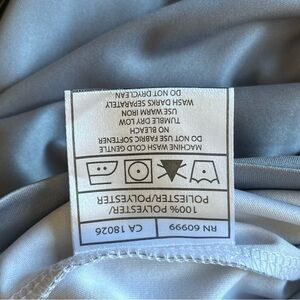 RN 60999 CA 18026
100% POLYESTER/
POLIESTER/POLYESTER
MACHINE WASH COLD GENTLE
DO NOT USE FABRIC SOFTENER
NO BLEACH
TUMBLE DRY LOW
USE WARM IRON
WASH DARKS SEPARATELY
DO NOT DRYCLEAN